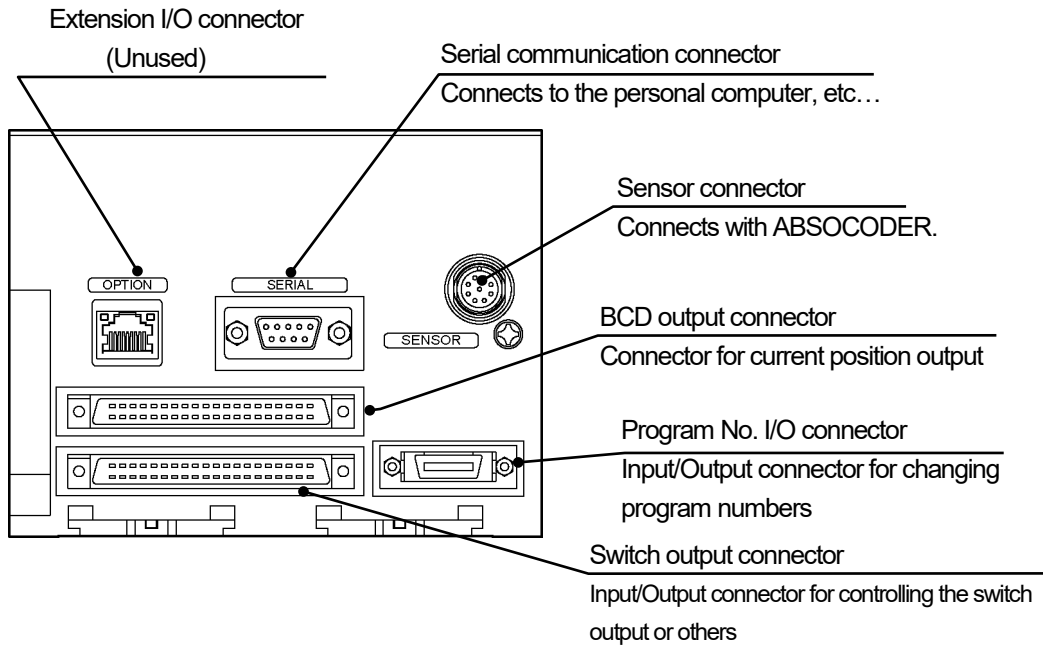 Extension I/O connector
(Unused)
Serial communication connector
Connects to the personal computer, etc…
Sensor connector
Connects with ABSOCODER.
OPTION
SERIAL
SENSOR
BCD output connector
Connector for current position output
Program No. I/O connector
Input/Output connector for changing
program numbers
Switch output connector
Input/Output connector for controlling the switch
output or others